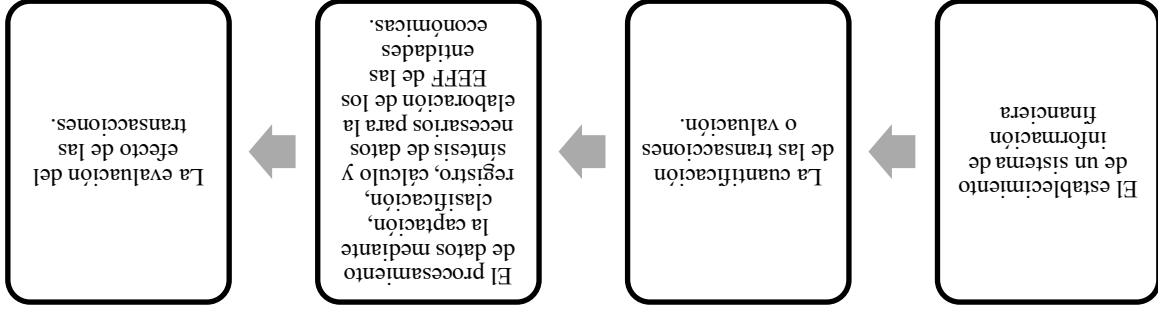 El establecimiento
de un sistema de
información
financiera
La cuantificación
de las transacciones
o valuación.
El procesamiento
de datos mediante
la captación,
clasificación,
registro, cálculo y
síntesis de datos
necesarios para la
elaboración de los
EEFF de las
entidades
económicas.
La evaluación del
efecto de las
transacciones.